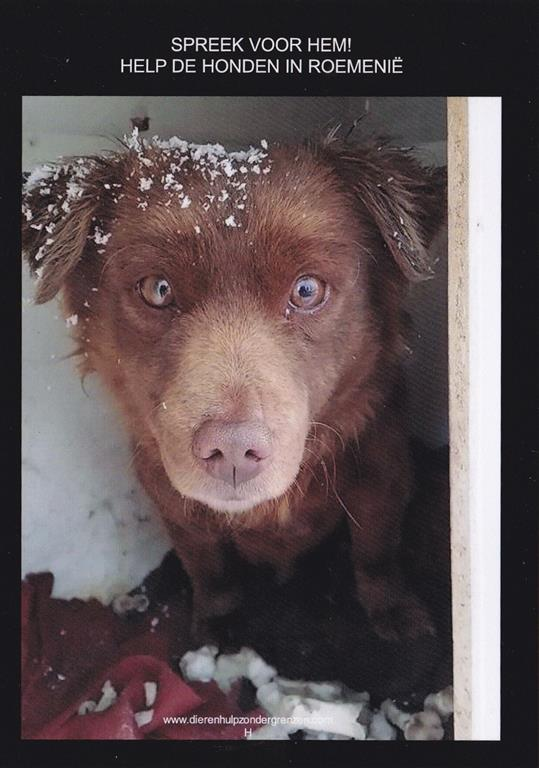 SPREEK VOOR HEM!
HELP DE HONDEN IN ROEMENIË
www.dierenhulpzondergrenzen.com
H